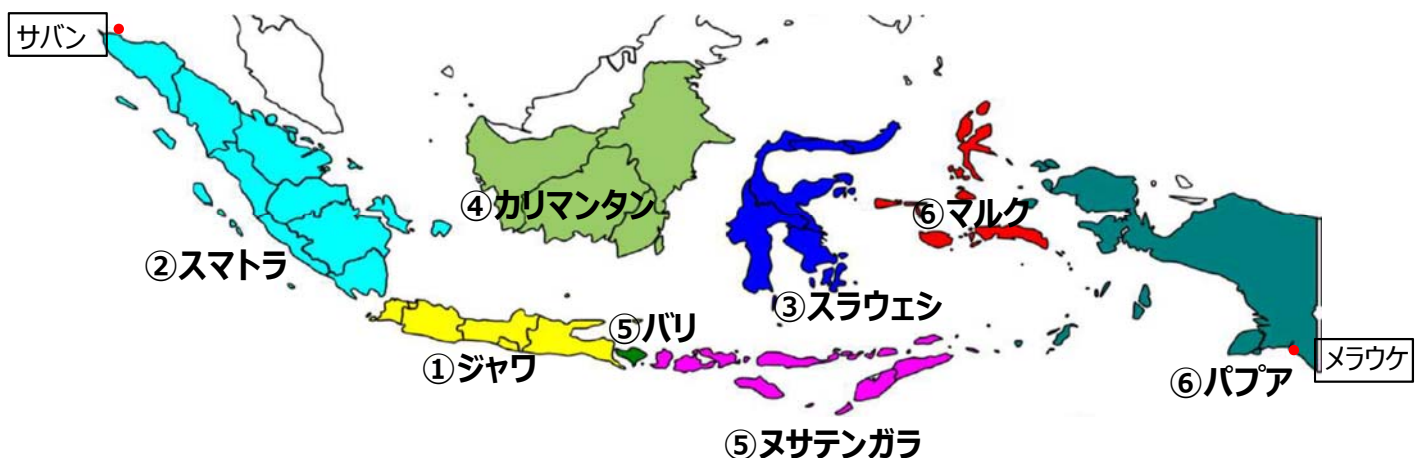 サバン
④カリマンタン
⑥マルク
②スマトラ
③スラウェシ
⑤バリ
①ジャワ
メラウケ
⑥パプア
⑤ヌサテンガラ